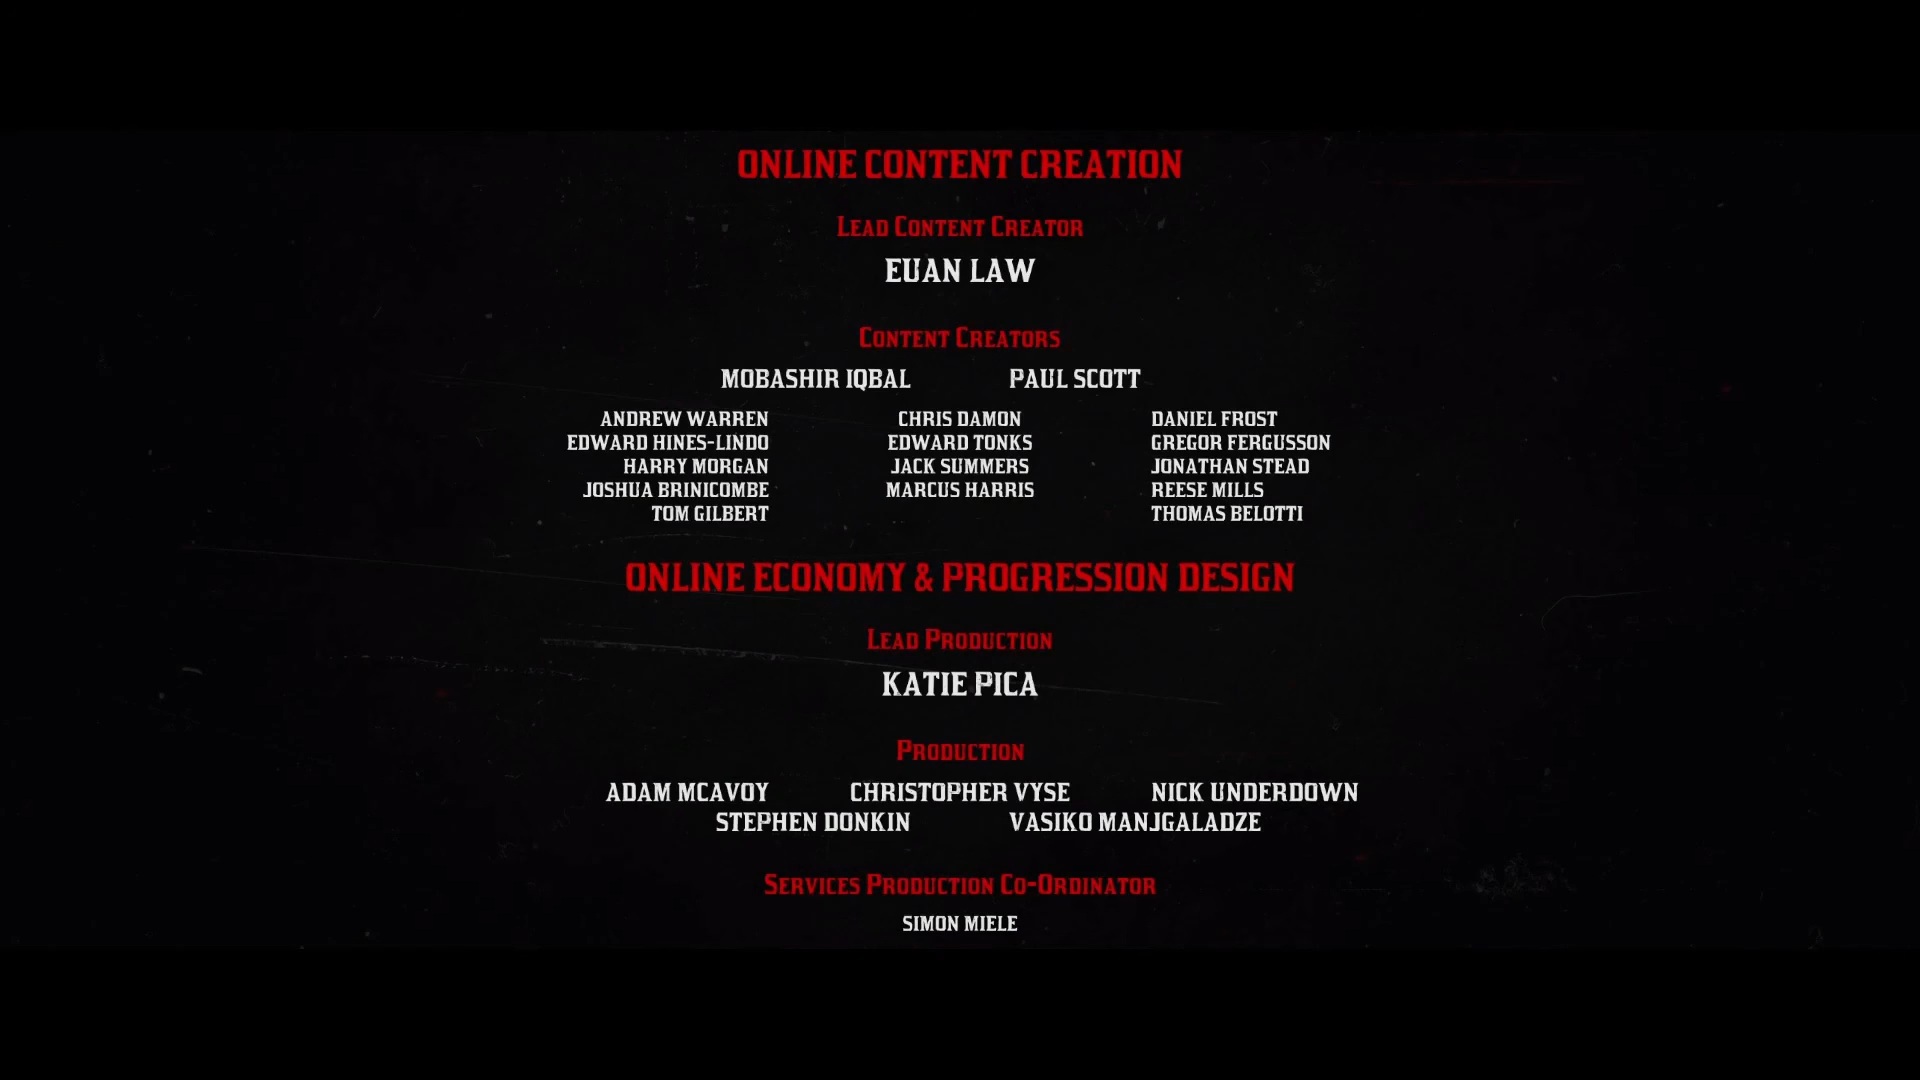 ONLINE CONTENT CREATION
LEAD CONTENT CREATOR
EUAN LAW
CONTENT CREATORS
MOBASHIR IQBAL PAUL SCOTT
ANDREW WARREN CHRIS DAMON DANIEL FROST
EDWARD HINES-LINDO EDWARD TONKS GREGOR FERGUSSON
HARRY MORGAN JACK SUMMERS JONATHAN STEAD
JOSHUA BRINICOMBE MARCUS HARRIS REESE MILLS
TOM GILBERT THOMAS BELOTTI
ONLINE ECONOMY & PROGRESSION DESIGN
LEAD PRODUCTION
KATIE PICA
PRODUCTION
ADAM MCAVOY CHRISTOPHER VYSE NICK UNDERDOWN
STEPHEN DONKIN VASIKO MANJGALADZE
SERVICES PRODUCTION CO-ORDINATOR
SIMON MIELE